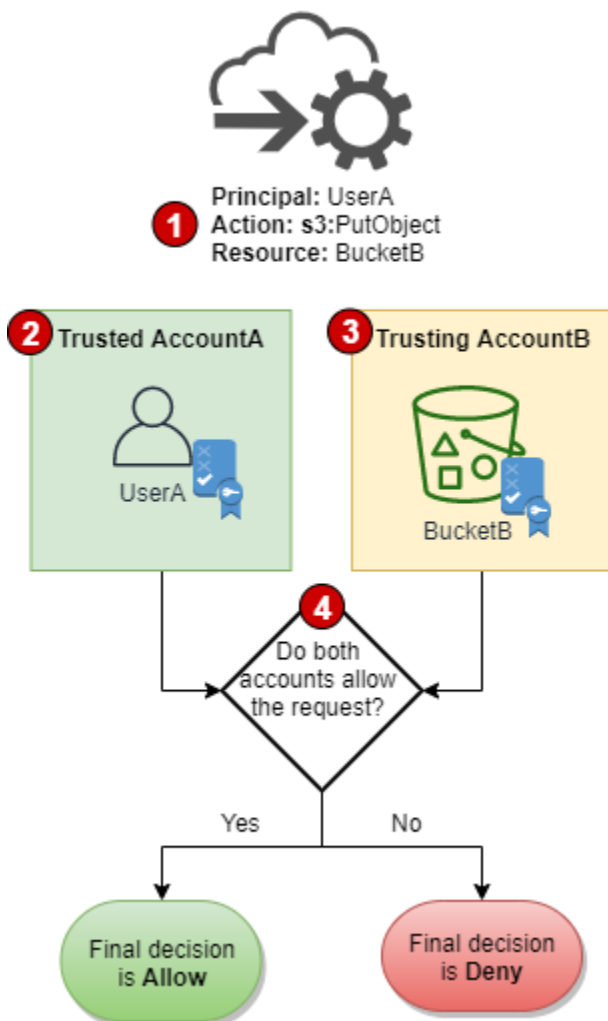 1
Principal: UserA
Action: s3:PutObject
Resource: BucketB
2
Trusted AccountA
3
Trusting AccountB
UserA
BucketB
4
Do both
accounts allow
the request?
Yes
No
Final decision
is Allow
Final decision
is Deny